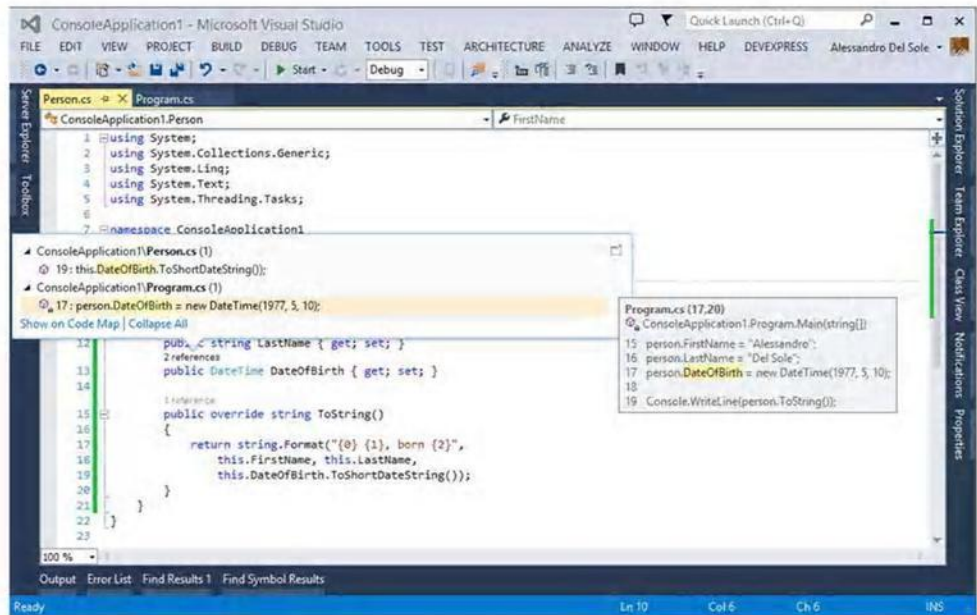 ConsoleApplication1 - Microsoft Visual Studio
Quick Launch (Ctrl+Q)
FILE EDIT VIEW PROJECT BUILD DEBUG TEAM TOOLS TEST ARCHITECTURE ANALYZE WINDOW HELP DEVEXPRESS Alessandro Del Sole
Start Debug
Server Explorer Toolbox
Person.cs Program.cs
ConsoleApplication1.Person FirstName
1 using System;
2 using System.Collections.Generic;
3 using System.Linq;
4 using System.Text;
5 using System.Threading.Tasks;
6
7 namespace ConsoleApplication1
ConsoleApplication1\Person.cs (1)
19: this.DateOfBirth.ToShortDateString());
ConsoleApplication1\Program.cs (1)
17: person.DateOfBirth = new DateTime(1977, 5, 10);
Show on Code Map | Collapse All
Program.cs (17,20)
ConsoleApplication1.Program.Main(string[])
15 person.FirstName = "Alessandro";
16 person.LastName = "Del Sole";
17 person.DateOfBirth = new DateTime(1977, 5, 10);
18
19 Console.WriteLine(person.ToString());
12 string LastName { get; set; }
2 references
13 public DateTime DateOfBirth { get; set; }
14
1 reference
15 public override string ToString()
16 {
17 return string.Format("{0} {1}, born {2}",
18 this.FirstName, this.LastName,
19 this.DateOfBirth.ToShortDateString());
20 }
21 }
22 }
23
100 %
Solution Explorer Team Explorer Class View Notifications Properties
Output Error List Find Results 1 Find Symbol Results
Ready Ln 10 Col 6 Ch 6 INS